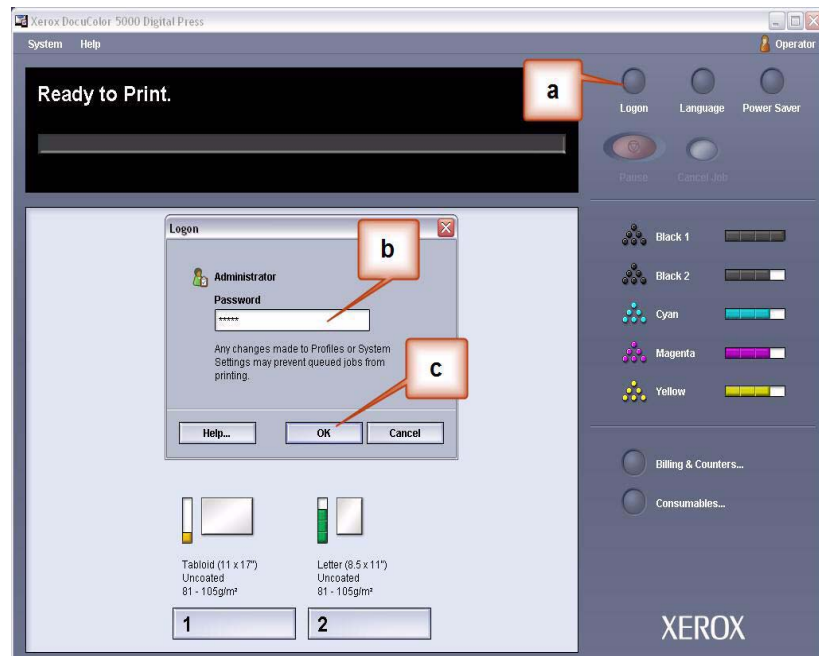 Xerox DocuColor 5000 Digital Press
System Help
Operator
Ready to Print.
a
Logon Language Power Saver
Pause Cancel Job
Logon
b
Administrator
Password
*****
Any changes made to Profiles or System
Settings may prevent queued jobs from
printing.
c
Help... OK Cancel
Black 1
Black 2
Cyan
Magenta
Yellow
Billing & Counters...
Consumables...
Tabloid (11 x 17") Letter (8.5 x 11")
Uncoated Uncoated
81 - 105g/m² 81 - 105g/m²
1 2
XEROX